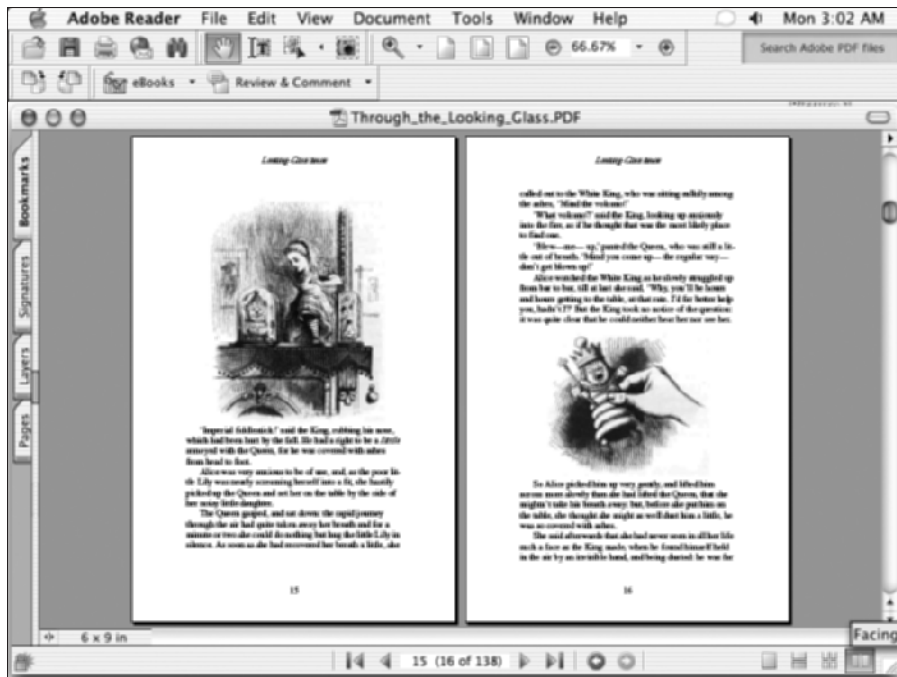 Adobe Reader File Edit View Document Tools Window Help Mon 3:02 AM
66.67% Search Adobe PDF files
eBooks Review & Comment
Through_the_Looking_Glass.PDF
Bookmarks
Signatures
Layers
Pages
Looking-Glass house
'Imperial fiddlestick!' said the King, rubbing his nose,
which had been hurt by the fall. He had a right to be a little
annoyed with the Queen, for he was covered with ashes
from head to foot.
Alice was very anxious to be of use, and, as the poor lit-
tle Lily was nearly screaming herself into a fit, she hastily
picked up the Queen and set her on the table by the side of
her noisy little daughter.
The Queen gasped, and sat down: the rapid journey
through the air had quite taken away her breath and for a
minute or two she could do nothing but hug the little Lily in
silence. As soon as she had recovered her breath a little, she
15
Looking-Glass house
called out to the White King, who was sitting sulkily among
the ashes, 'Mind the volcano!'
'What volcano?' said the King, looking up anxiously
into the fire, as if he thought that was the most likely place
to find one.
'Blew—me— up,' panted the Queen, who was still a lit-
tle out of breath. 'Mind you come up— the regular way—
don't get blown up!'
Alice watched the White King as he slowly struggled up
from bar to bar, till at last she said, 'Why, you'll be hours
and hours getting to the table, at that rate. I'd far better help
you, hadn't I?' But the King took no notice of the question:
it was quite clear that he could neither hear her nor see her.
So Alice picked him up very gently, and lifted him
across more slowly than she had lifted the Queen, that she
mightn't take his breath away: but, before she put him on
the table, she thought she might as well dust him a little, he
was so covered with ashes.
She said afterwards that she had never seen in all her life
such a face as the King made, when he found himself held
in the air by an invisible hand, and being dusted: he was far
16
6 x 9 in
Facing
15 (16 of 138)